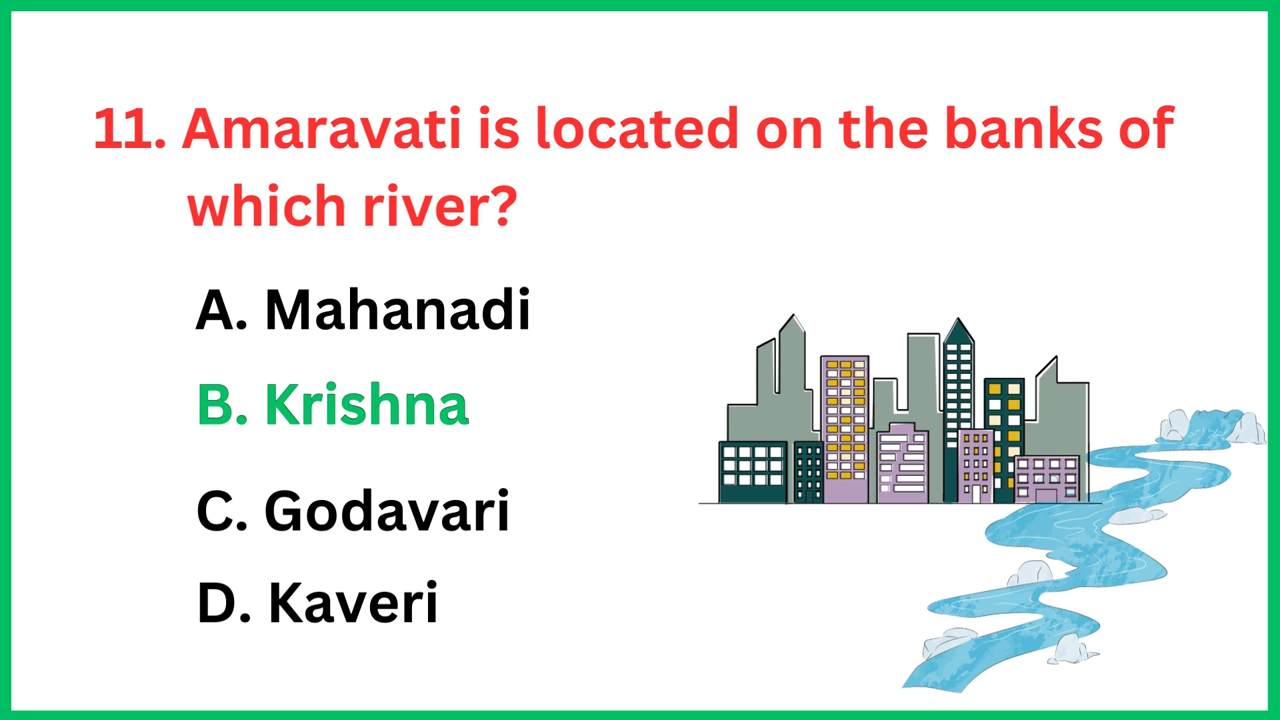 11. Amaravati is located on the banks of
which river?
A. Mahanadi
B. Krishna
C. Godavari
D. Kaveri